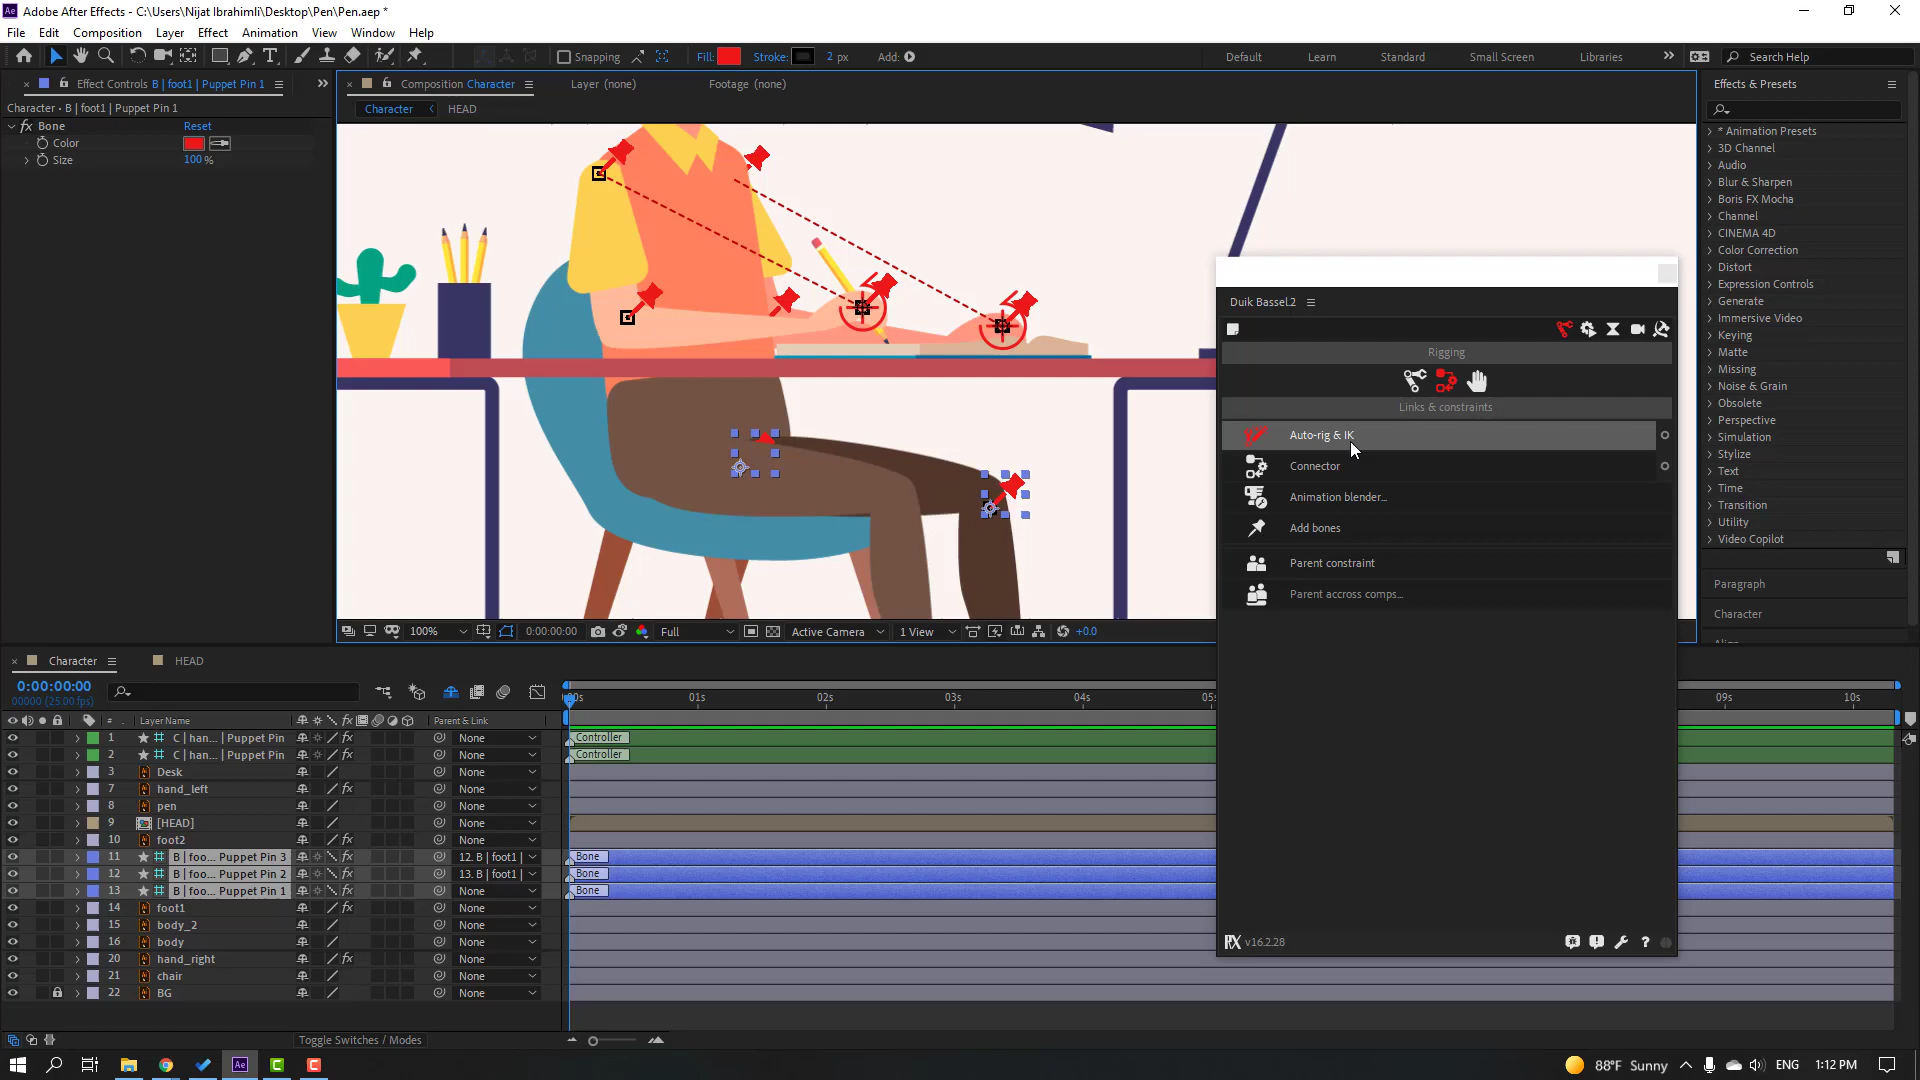 Adobe After Effects - C:\Users\Nijat Ibrahimli\Desktop\Pen\Pen.aep *
File Edit Composition Layer Effect Animation View Window Help
Snapping Fill: Stroke: 2 px Add: Default Learn Standard Small Screen Libraries Search Help
Effect Controls B | foot1 | Puppet Pin 1
Composition Character
Layer (none)
Footage (none)
Effects & Presets
Character • B | foot1 | Puppet Pin 1
Character HEAD
fx Bone Reset
Color
Size 100 %
* Animation Presets
3D Channel
Audio
Blur & Sharpen
Boris FX Mocha
Channel
CINEMA 4D
Color Correction
Distort
Expression Controls
Generate
Immersive Video
Keying
Matte
Missing
Noise & Grain
Obsolete
Perspective
Simulation
Stylize
Text
Time
Transition
Utility
Video Copilot
Paragraph
Character
Duik Bassel.2
Rigging
Links & constraints
Auto-rig & IK
Connector
Animation blender...
Add bones
Parent constraint
Parent accross comps...
v16.2.28
100% 0:00:00:00 Full Active Camera 1 View +0.0
Character HEAD
0:00:00:00
00000 (25.00 fps)
01s 02s 03s 04s 09s 10s
# Layer Name Parent & Link
1 C | han... | Puppet Pin None Controller
2 C | han... | Puppet Pin None Controller
3 Desk None
7 hand_left None
8 pen None
9 [HEAD] None
10 foot2 None
11 B | foo... Puppet Pin 3 12. B | foot1 | Bone
12 B | foo... Puppet Pin 2 13. B | foot1 | Bone
13 B | foo... Puppet Pin 1 None Bone
14 foot1 None
15 body_2 None
16 body None
20 hand_right None
21 chair None
22 BG None
Toggle Switches / Modes
88°F Sunny ENG 1:12 PM